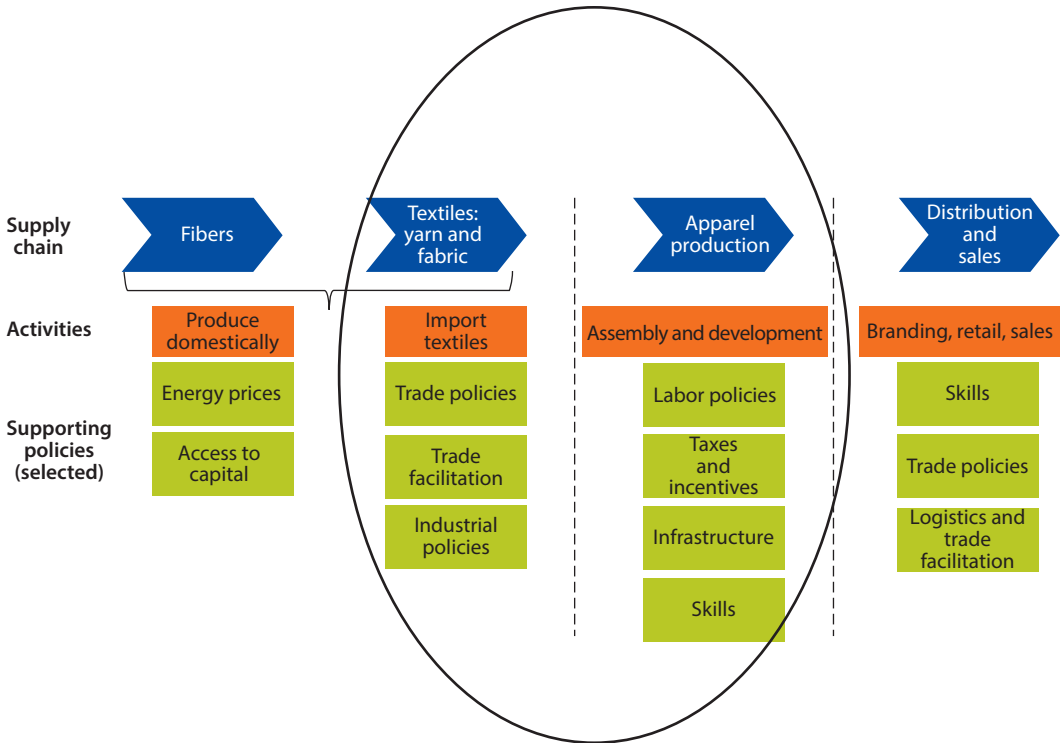 Supply
chain
Fibers
Textiles:
yarn and
fabric
Apparel
production
Distribution
and
sales
Activities
Produce
domestically
Import
textiles
Assembly and development
Branding, retail, sales
Supporting
policies
(selected)
Energy prices
Access to
capital
Trade policies
Trade
facilitation
Industrial
policies
Labor policies
Taxes
and
incentives
Infrastructure
Skills
Skills
Trade policies
Logistics and
trade
facilitation